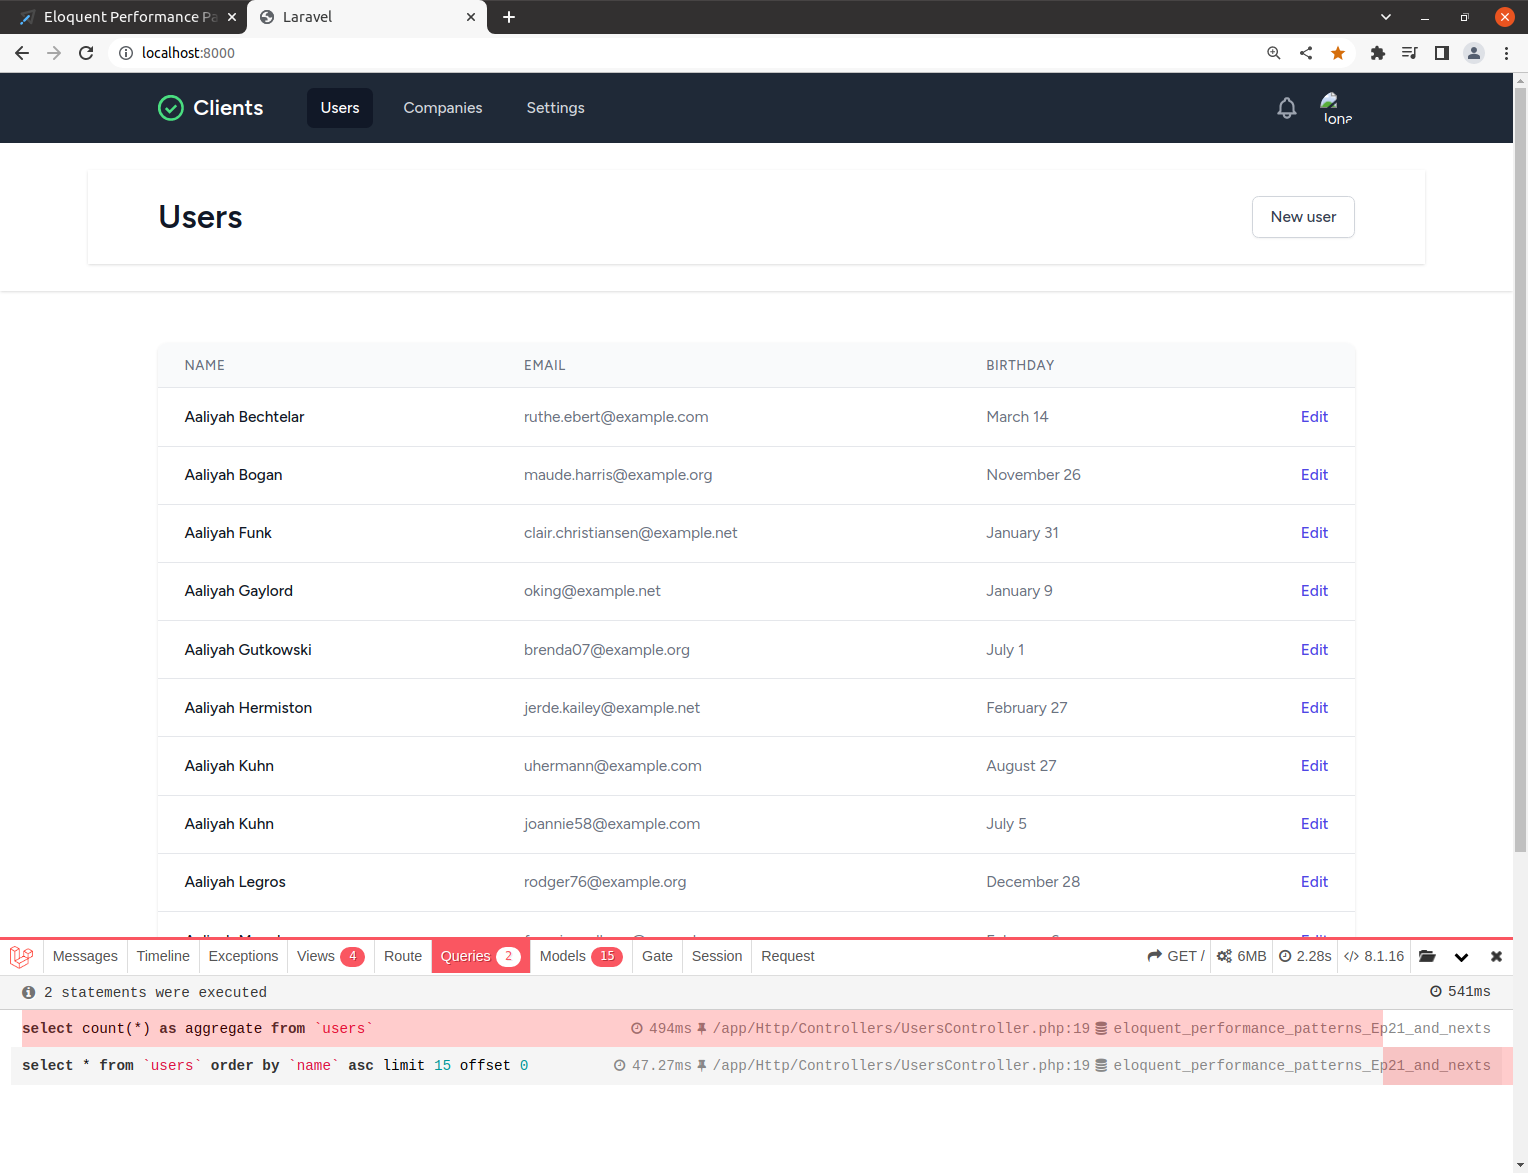 Eloquent Performance Pa
Laravel
localhost:8000
Clients Users Companies Settings
Jona
Users
New user
NAME EMAIL BIRTHDAY
Aaliyah Bechtelar ruthe.ebert@example.com March 14 Edit
Aaliyah Bogan maude.harris@example.org November 26 Edit
Aaliyah Funk clair.christiansen@example.net January 31 Edit
Aaliyah Gaylord oking@example.net January 9 Edit
Aaliyah Gutkowski brenda07@example.org July 1 Edit
Aaliyah Hermiston jerde.kailey@example.net February 27 Edit
Aaliyah Kuhn uhermann@example.com August 27 Edit
Aaliyah Kuhn joannie58@example.com July 5 Edit
Aaliyah Legros rodger76@example.org December 28 Edit
Messages Timeline Exceptions Views 4 Route Queries 2 Models 15 Gate Session Request GET / 6MB 2.28s 8.1.16
2 statements were executed 541ms
select count(*) as aggregate from `users` 494ms /app/Http/Controllers/UsersController.php:19 eloquent_performance_patterns_Ep21_and_nexts
select * from `users` order by `name` asc limit 15 offset 0 47.27ms /app/Http/Controllers/UsersController.php:19 eloquent_performance_patterns_Ep21_and_nexts